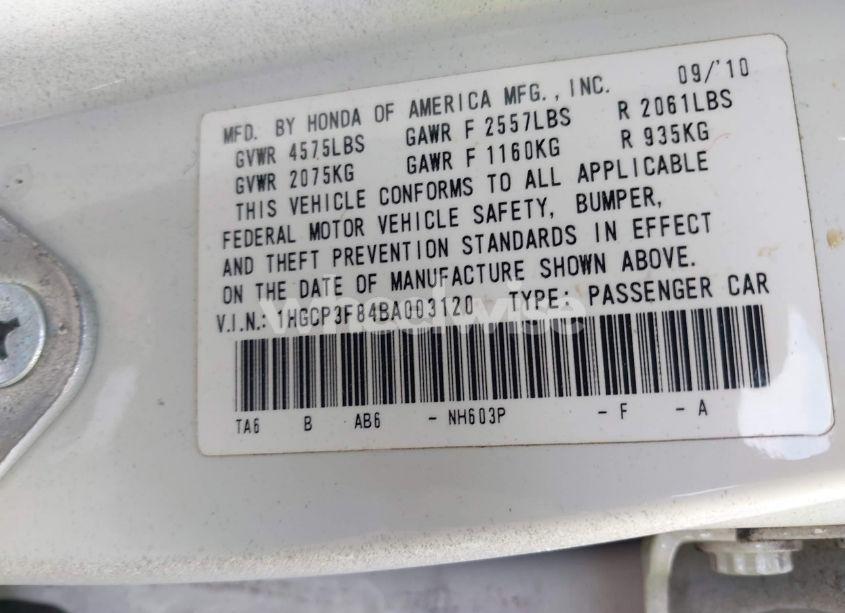 MFD. BY HONDA OF AMERICA MFG., INC. 09/'10
GVWR 4575LBS GAWR F 2557LBS R 2061LBS
GVWR 2075KG GAWR F 1160KG R 935KG
THIS VEHICLE CONFORMS TO ALL APPLICABLE
FEDERAL MOTOR VEHICLE SAFETY, BUMPER,
AND THEFT PREVENTION STANDARDS IN EFFECT
ON THE DATE OF MANUFACTURE SHOWN ABOVE.
V.I.N.: 1HGCP3F84BA003120 TYPE: PASSENGER CAR
wheelwise
TA6 B AB6 - NH603P - F - A